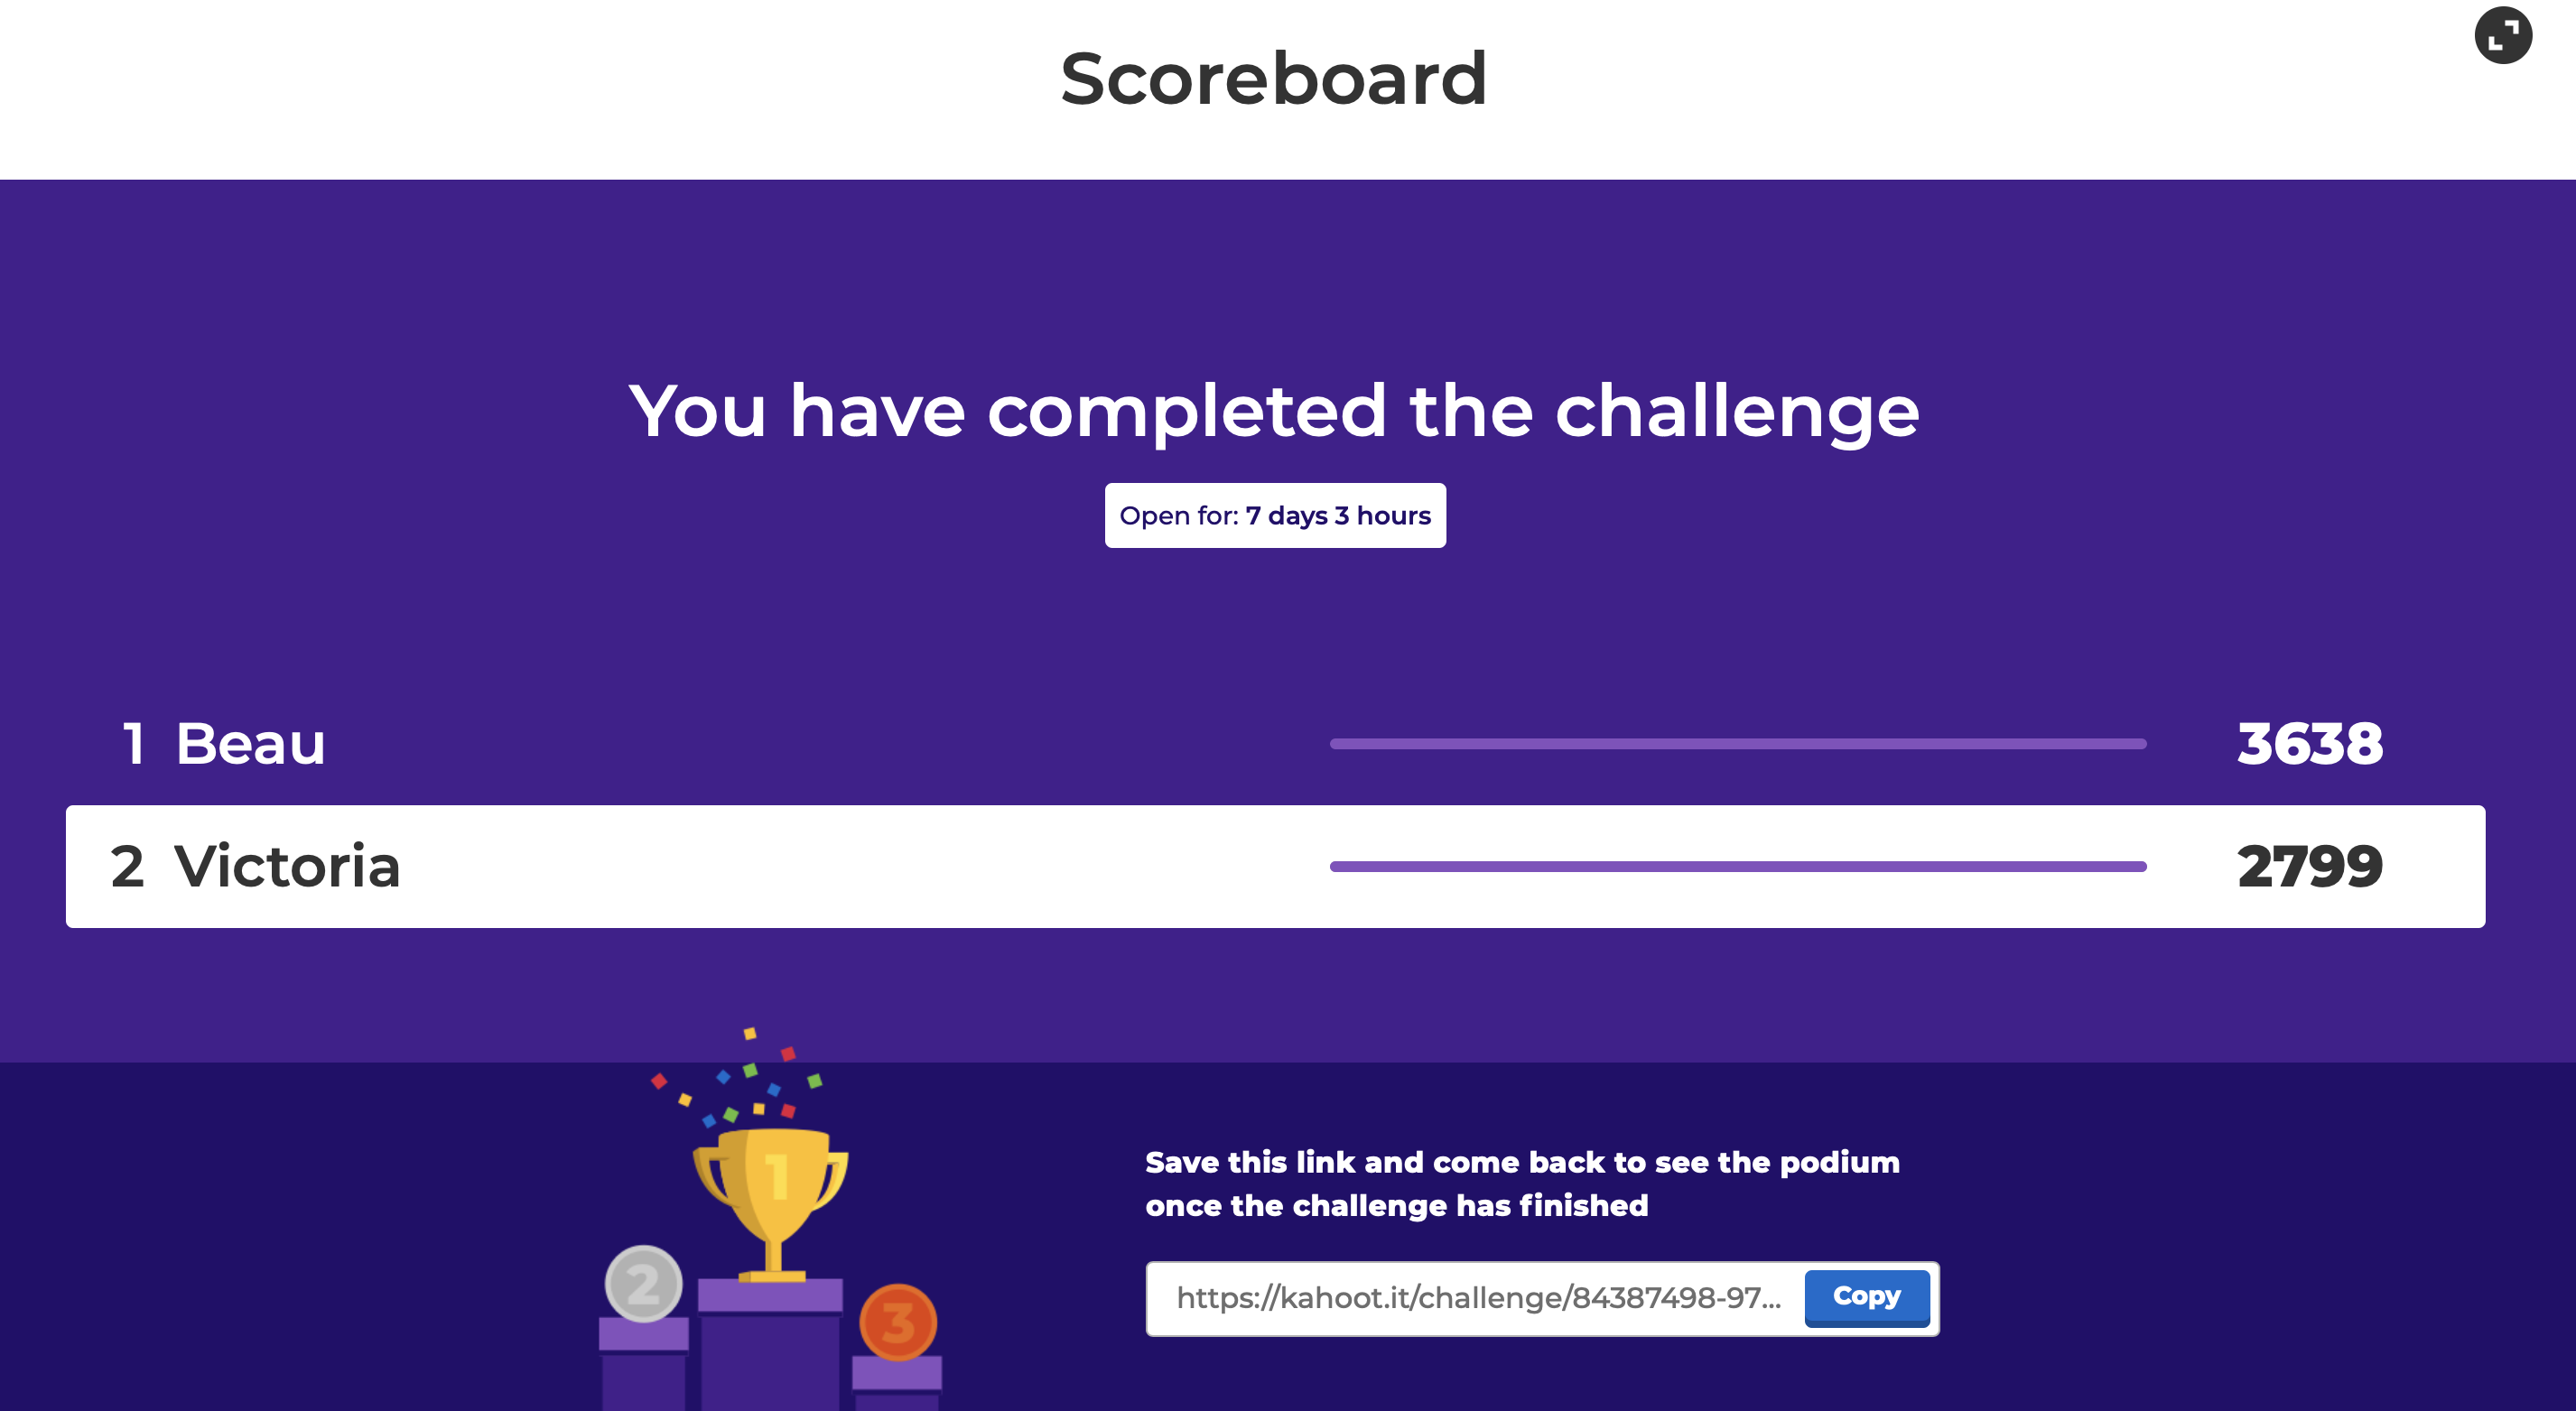 Scoreboard
You have completed the challenge
Open for: 7 days 3 hours
1 Beau 3638
2 Victoria 2799
1
2
3
Save this link and come back to see the podium
once the challenge has finished
https://kahoot.it/challenge/84387498-97... Copy